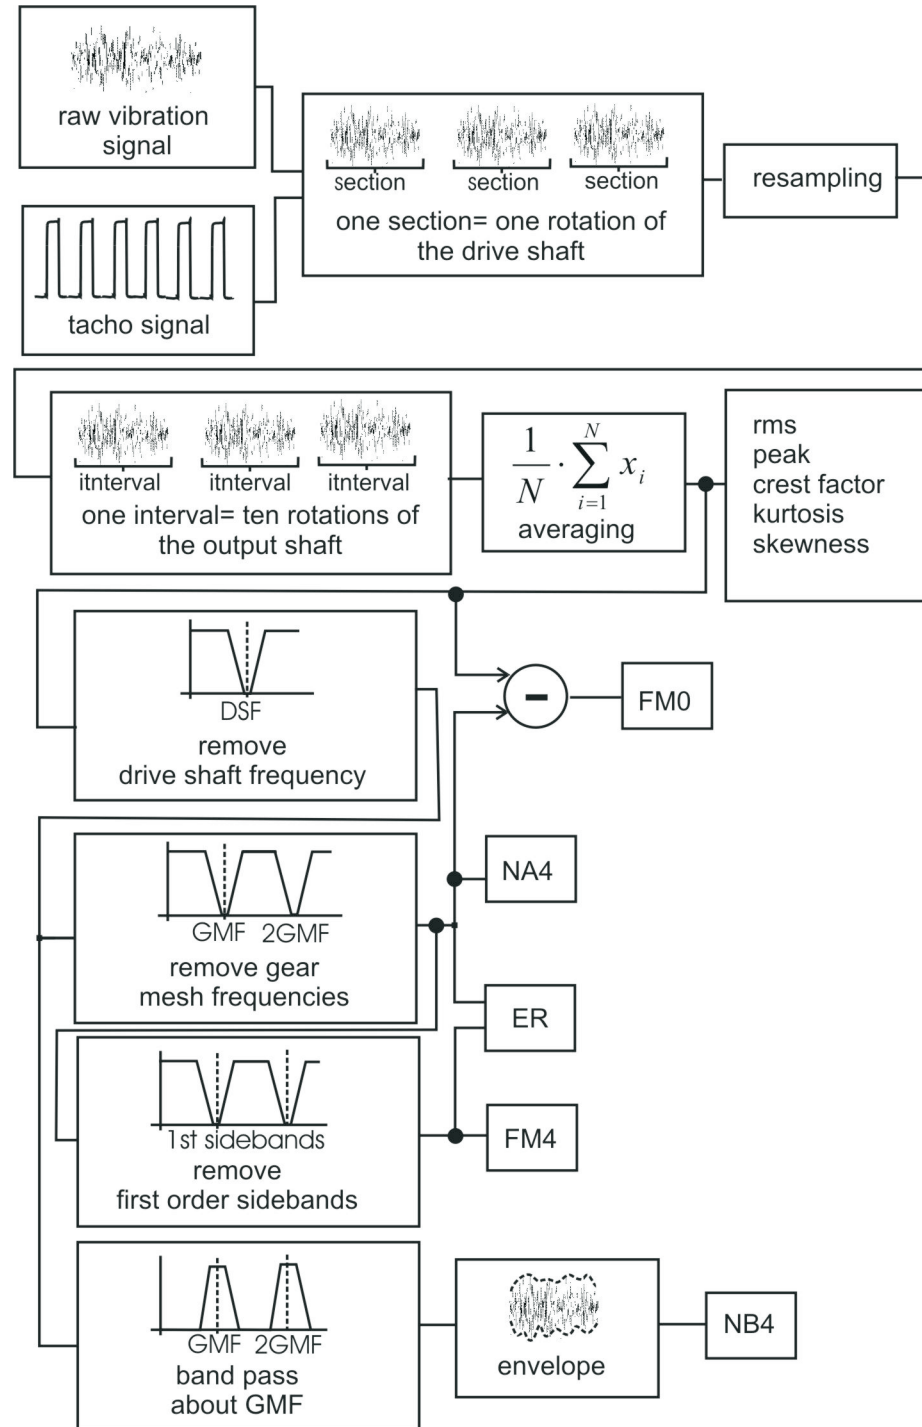 raw vibration
signal
section
section
section
one section= one rotation of
the drive shaft
resampling
tacho signal
itnterval
itnterval
itnterval
one interval= ten rotations of
the output shaft
1/N · ∑ i=1 N x i
averaging
rms
peak
crest factor
kurtosis
skewness
DSF
remove
drive shaft frequency
-
FM0
GMF 2GMF
remove gear
mesh frequencies
NA4
ER
1st sidebands
remove
first order sidebands
FM4
GMF 2GMF
band pass
about GMF
envelope
NB4